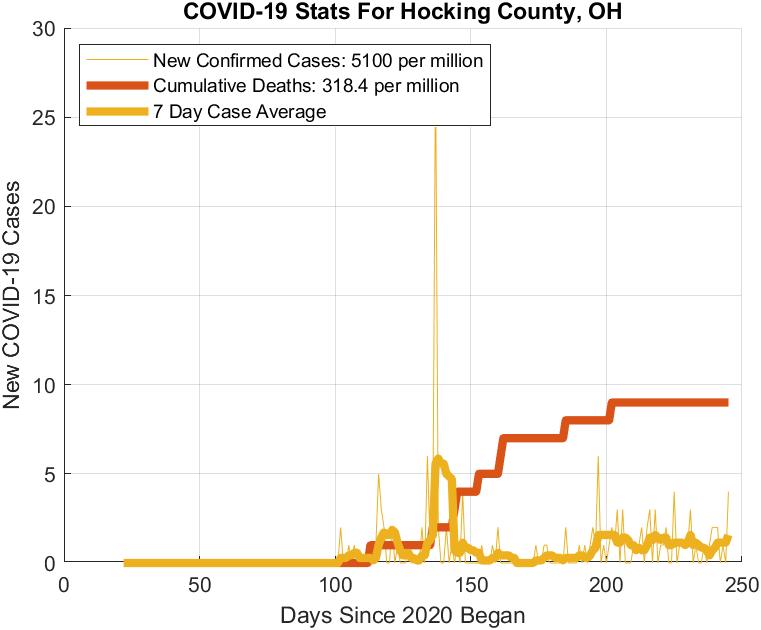 COVID-19 Stats For Hocking County, OH
30
New Confirmed Cases: 5100 per million
Cumulative Deaths: 318.4 per million
7 Day Case Average
25
20
15
10
5
0
New COVID-19 Cases
0 50 100 150 200 250
Days Since 2020 Began